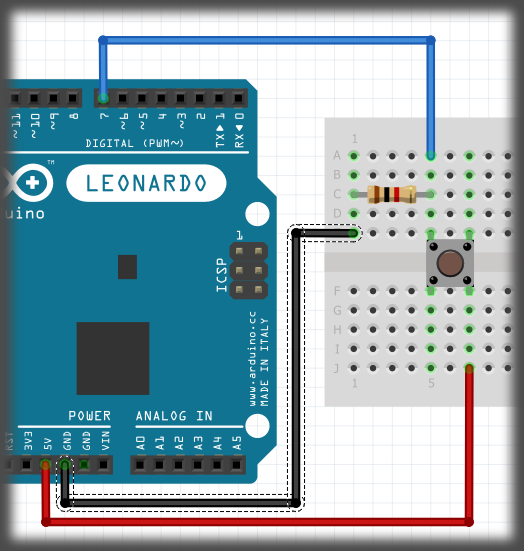 ~11 ~10 ~9 8 7 ~6 ~5 4 ~3 2 TX▶1 RX◀0
DIGITAL (PWM~)
TM
LEONARDO
uino
1
ICSP
www.arduino.cc
MADE IN ITALY
POWER ANALOG IN
RST 3V3 5V GND GND VIN A0 A1 A2 A3 A4 A5
1
A
B
C
D
F
G
H
I
J
1 5